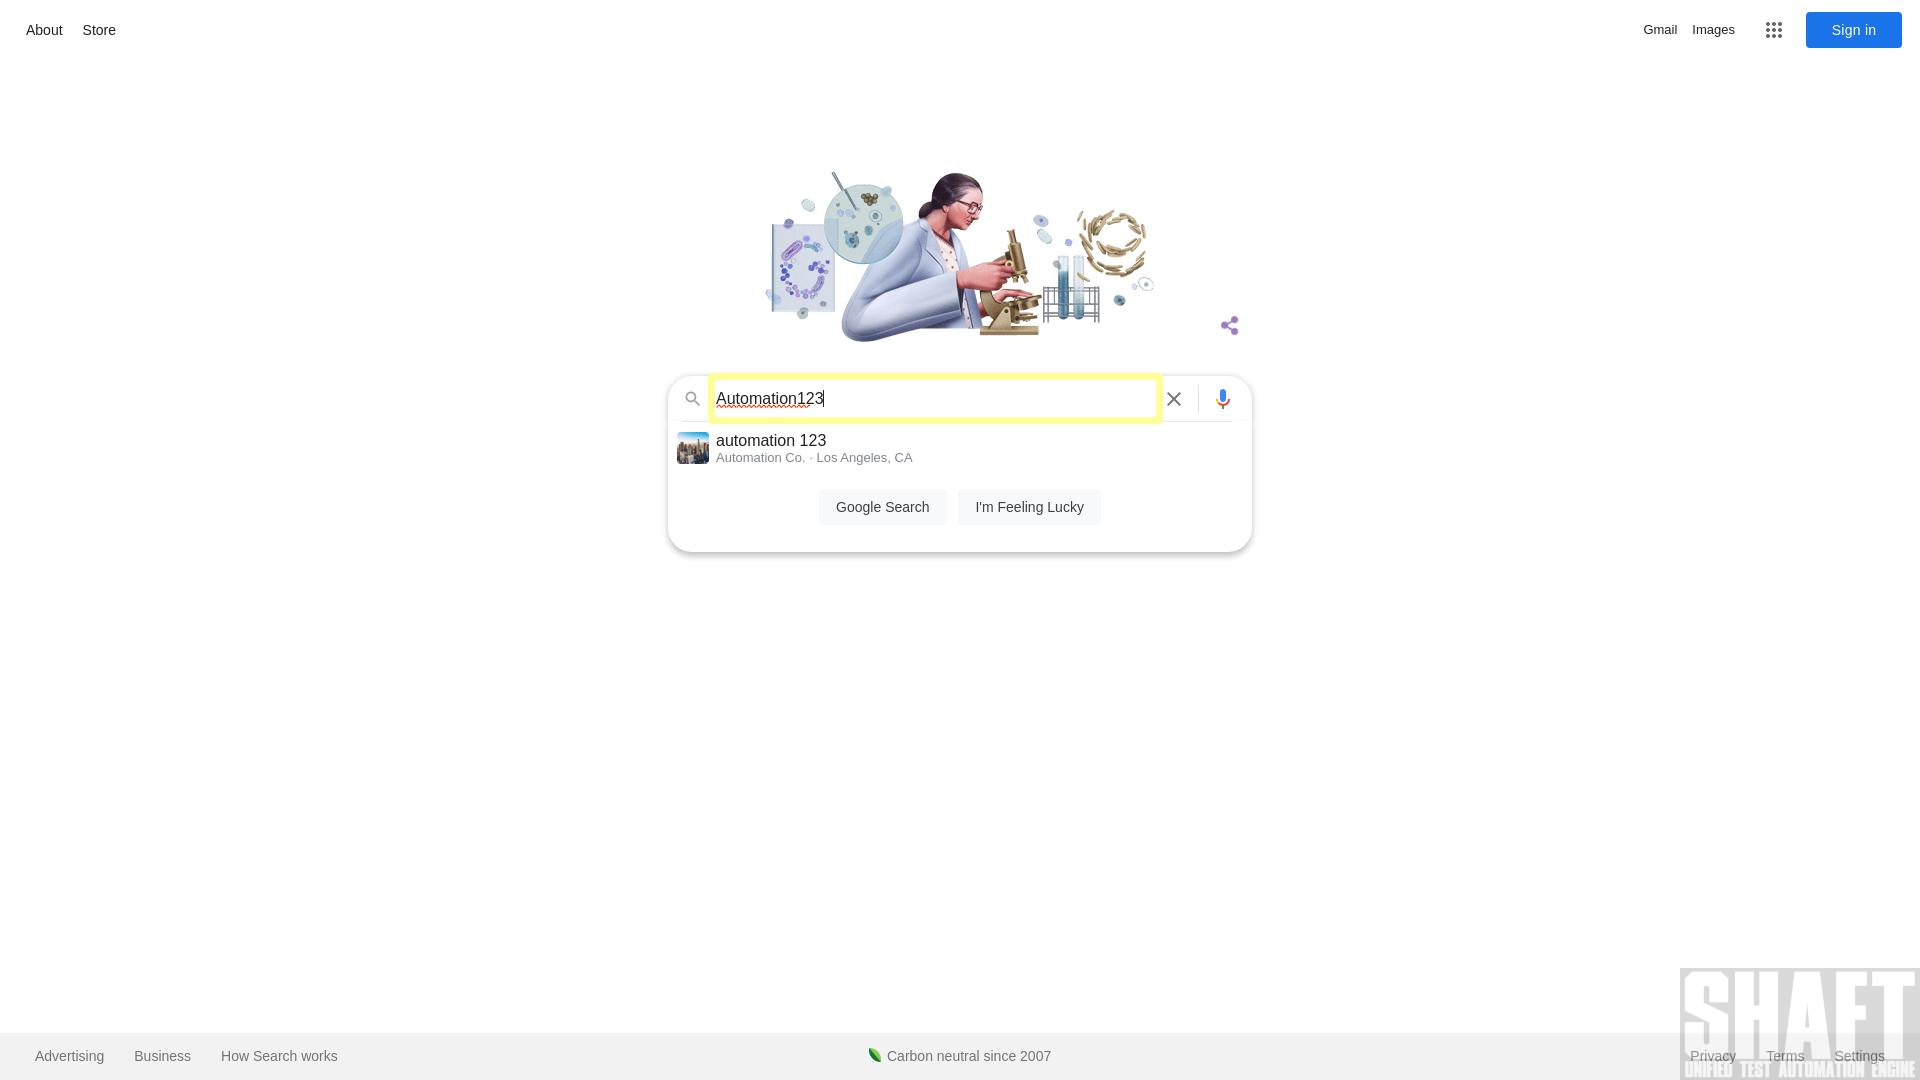 About Store Gmail Images Sign in
Automation123
automation 123
Automation Co. · Los Angeles, CA
Google Search I'm Feeling Lucky
Advertising Business How Search works Carbon neutral since 2007 Privacy Terms Settings
SHAFT
UNIFIED TEST AUTOMATION ENGINE